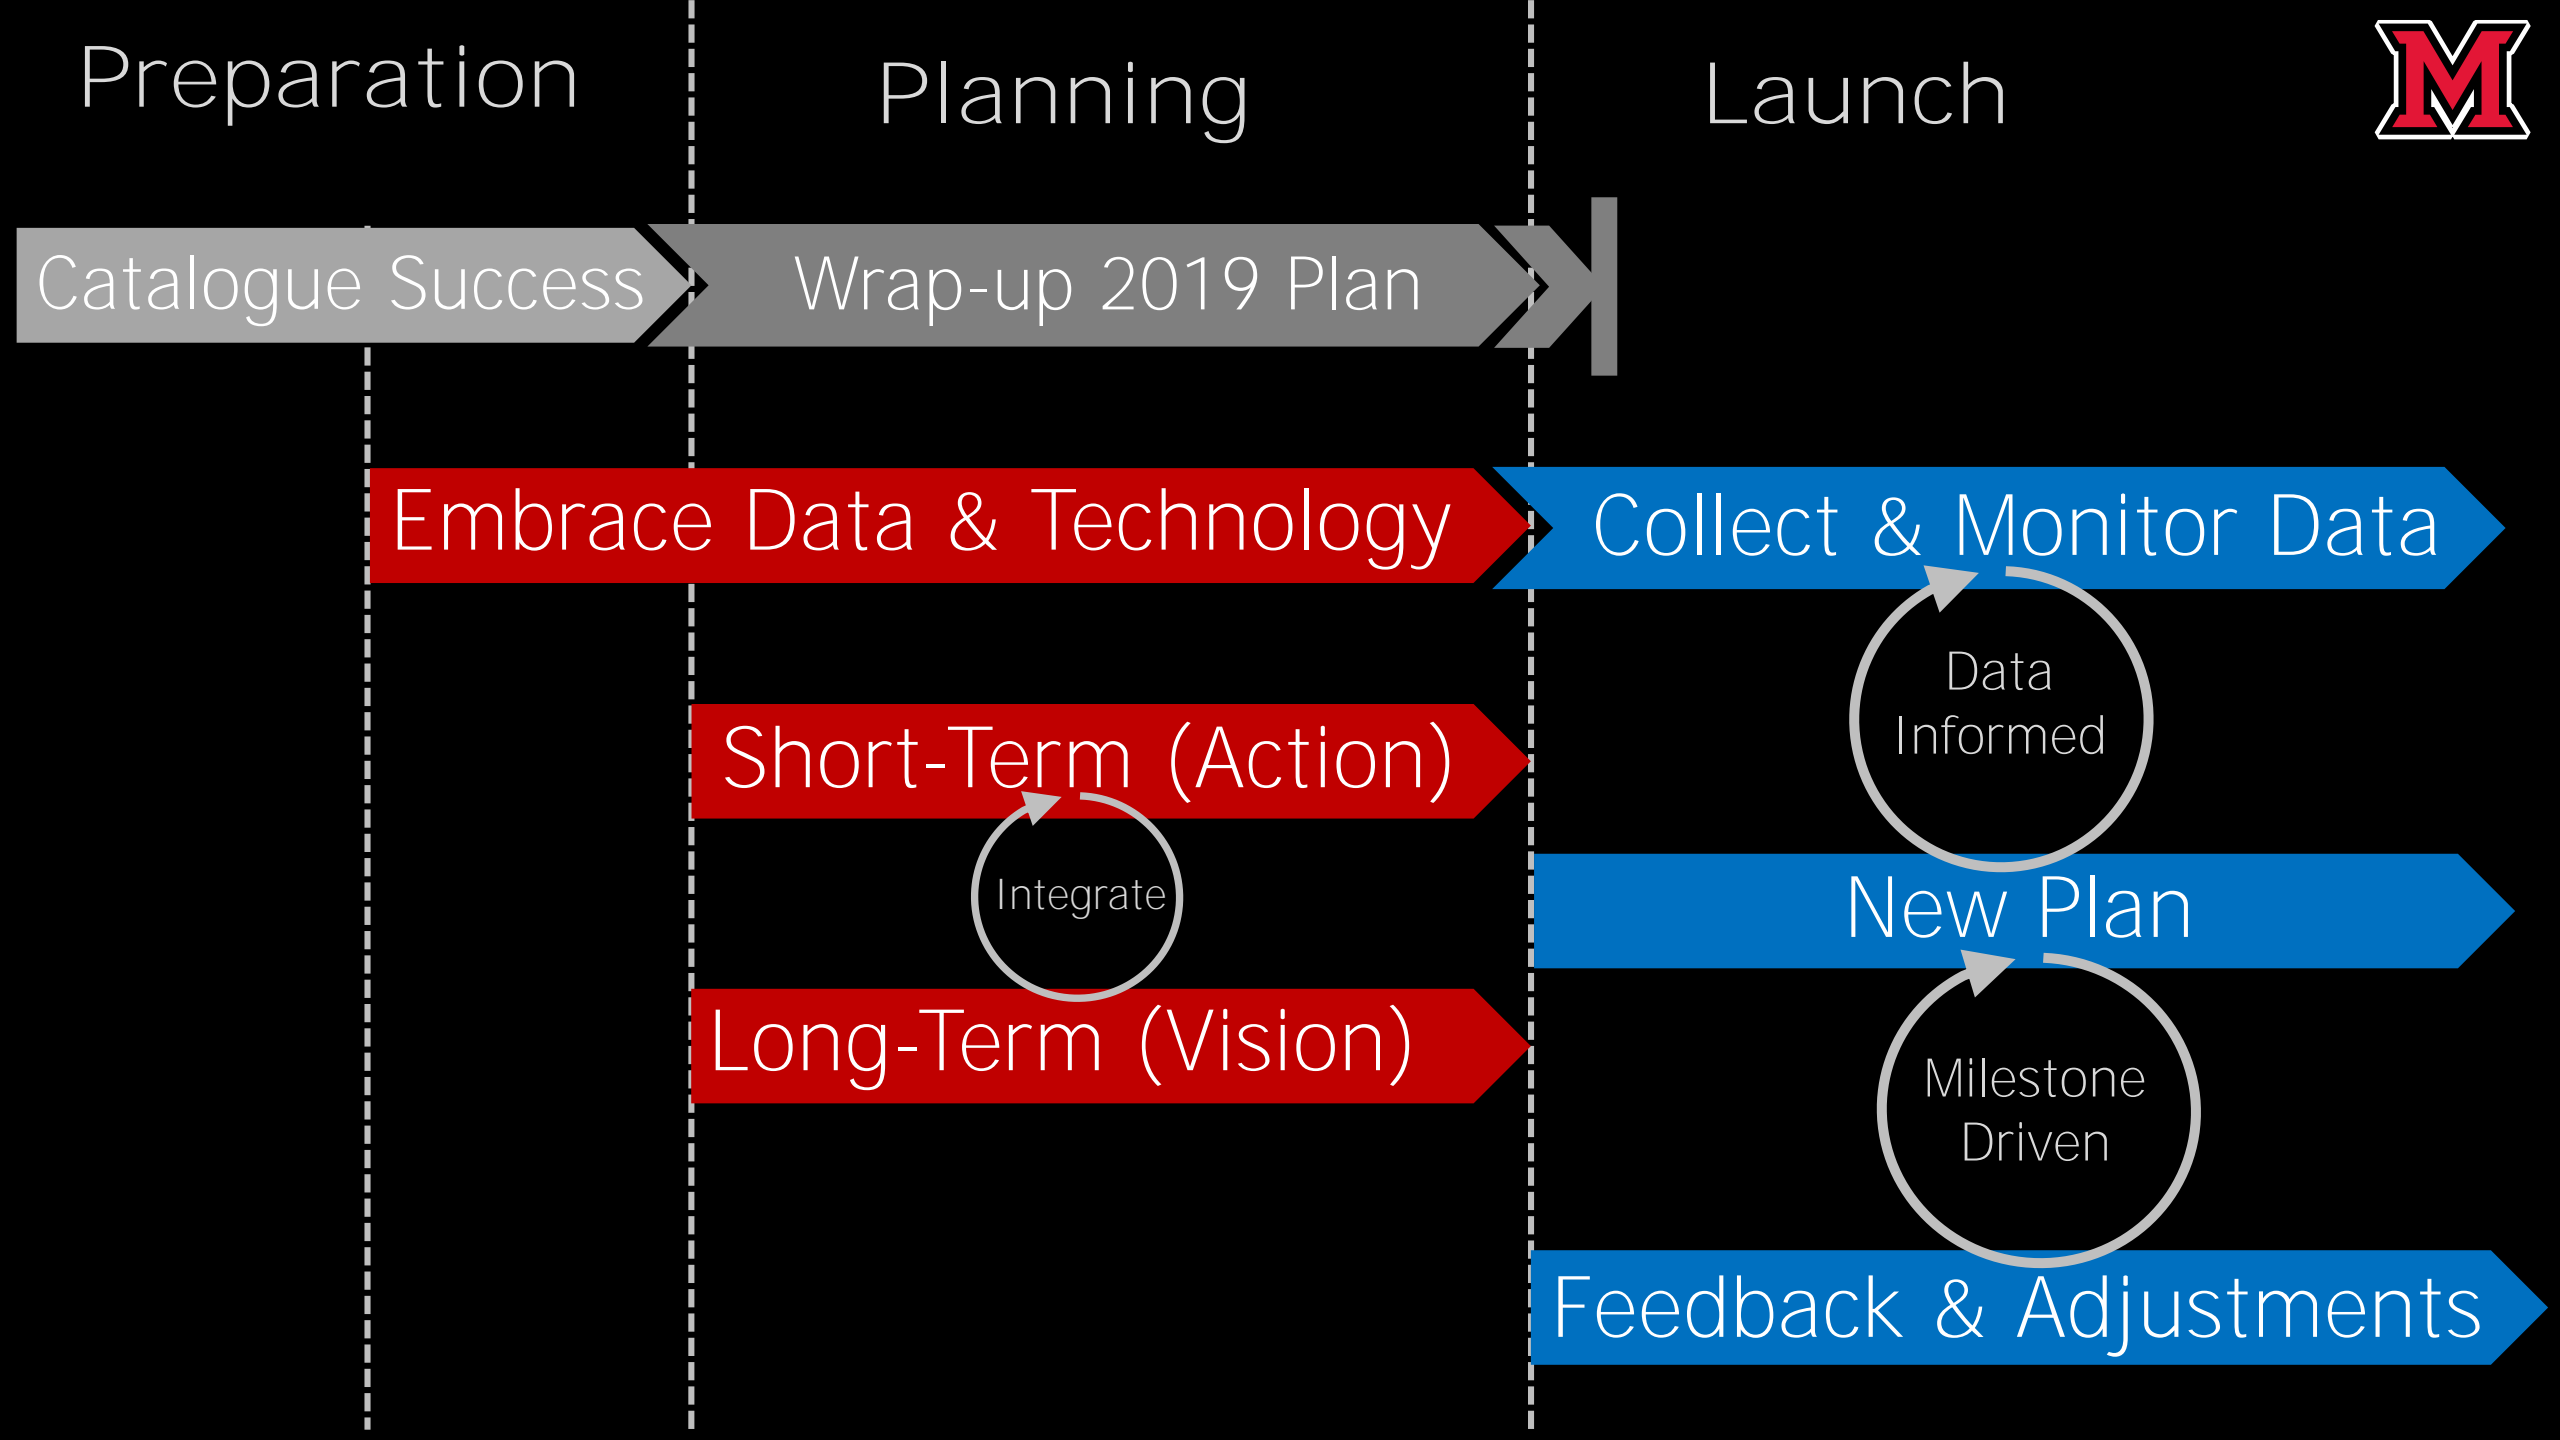 Preparation
Planning
Launch
M
Catalogue Success
Wrap-up 2019 Plan
Embrace Data & Technology
Collect & Monitor Data
Data
Informed
Short-Term (Action)
Integrate
New Plan
Long-Term (Vision)
Milestone
Driven
Feedback & Adjustments